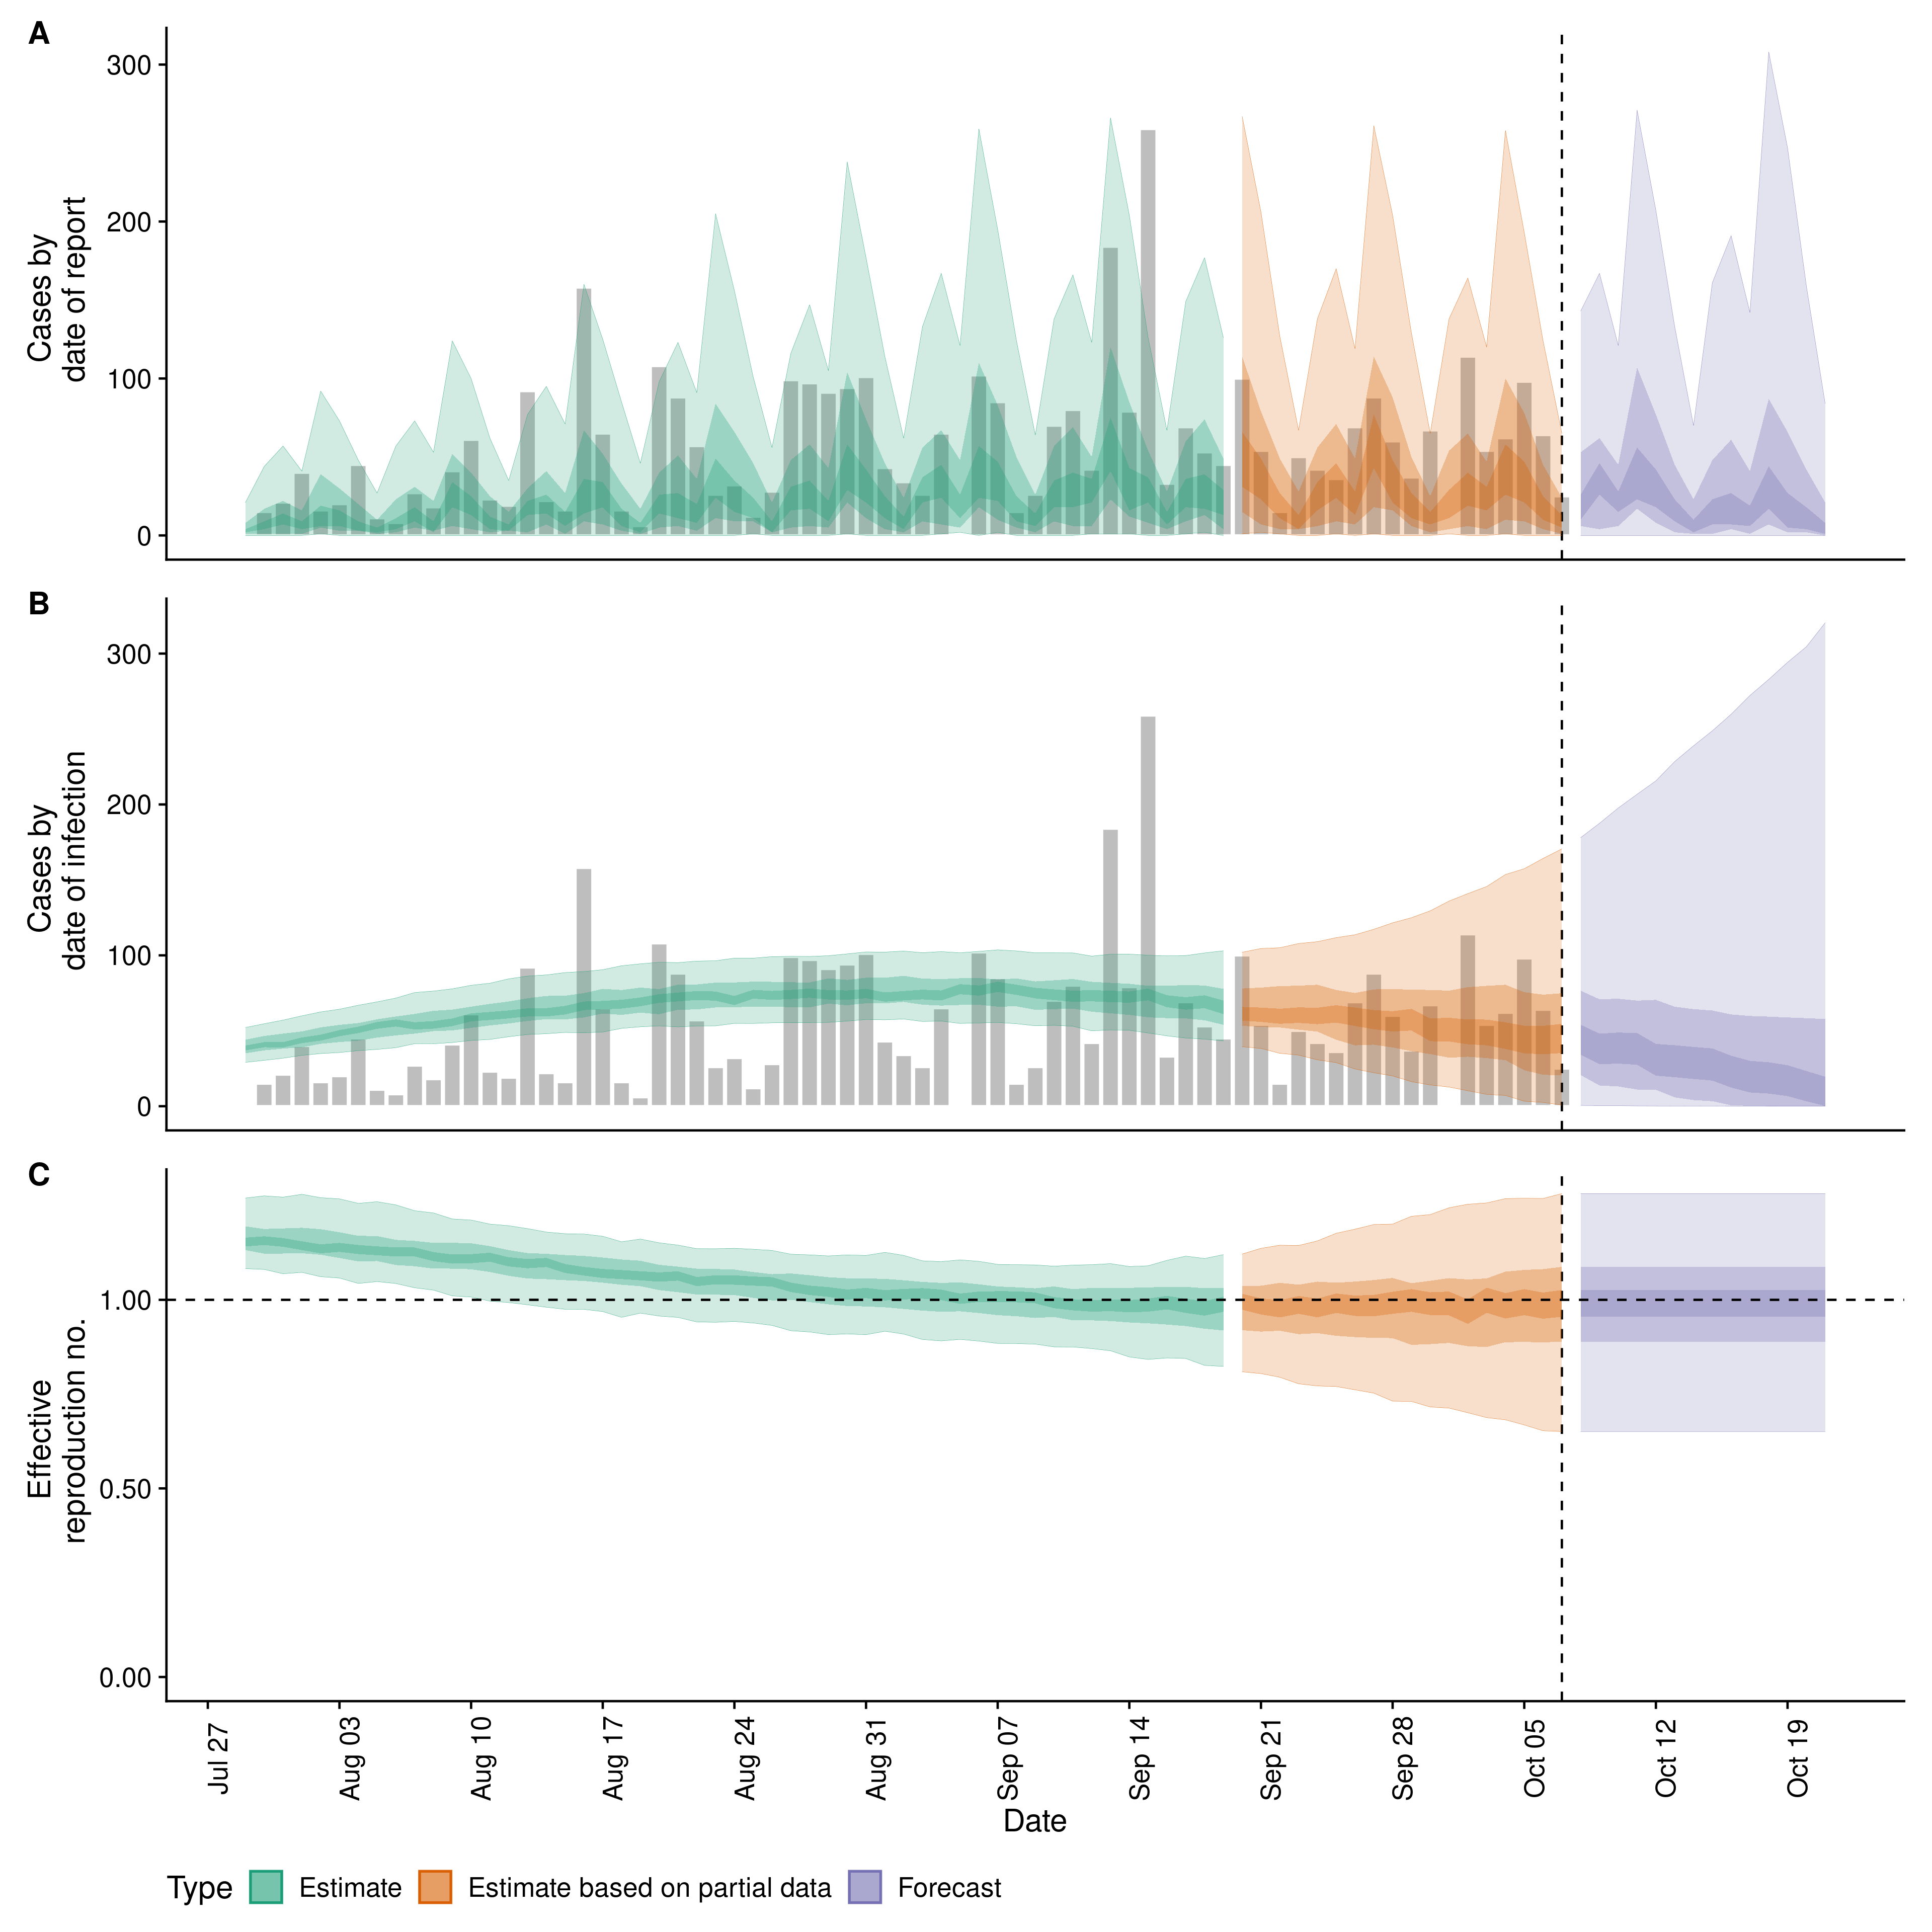 A
300
200
100
0
Cases by
date of report
B
300
200
100
0
Cases by
date of infection
C
1.00
0.50
0.00
Effective
reproduction no.
Jul 27
Aug 03
Aug 10
Aug 17
Aug 24
Aug 31
Sep 07
Sep 14
Sep 21
Sep 28
Oct 05
Oct 12
Oct 19
Date
Type Estimate Estimate based on partial data Forecast